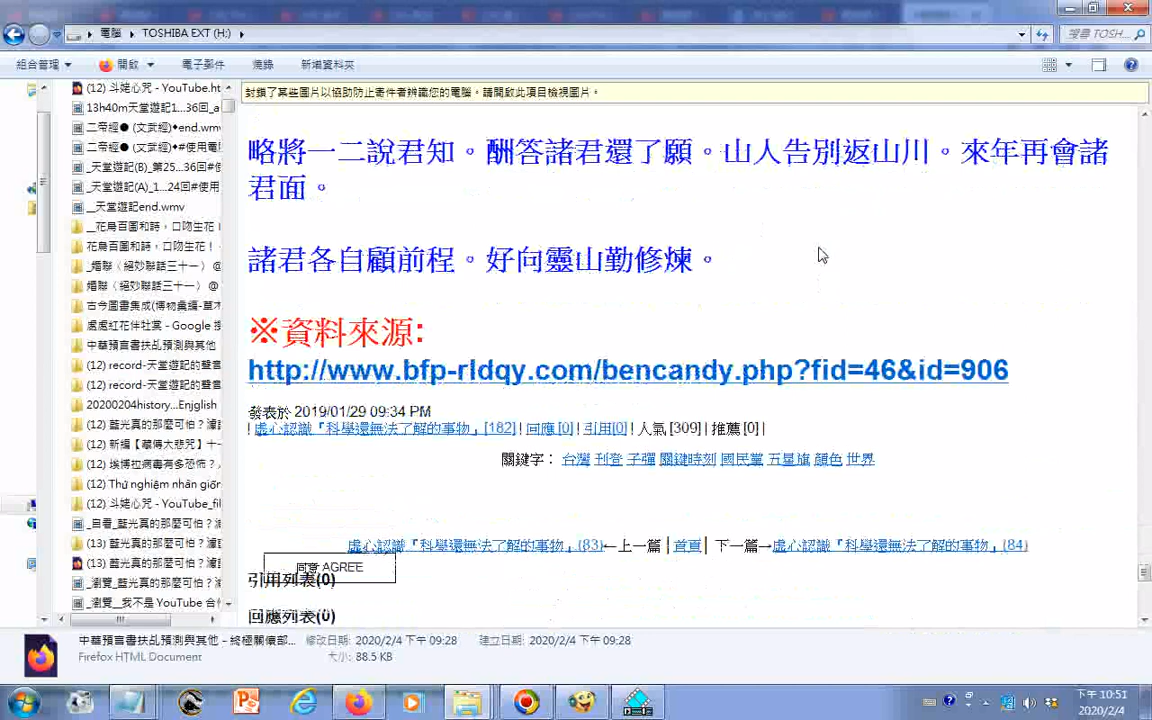 電腦 ▸ TOSHIBA EXT (H:) ▸
搜尋 TOSH...
組合管理 ▼ 開啟 ▼ 電子郵件 燒錄 新增資料夾
(12) 斗姥心咒 - YouTube.ht
13h40m天堂遊記1...36回_a
二帝經● (文武經)◆end.wmv
二帝經● (文武經)◆#使用電
_天堂遊記(B)_第25...36回#使
_天堂遊記(A)_1...24回#使用
__天堂遊記end.wmv
_花鳥百圖和詩，口吻生花！
花鳥百圖和詩，口吻生花！
_婚聯（絕妙聯話三十一） @
婚聯（絕妙聯話三十一） @
古今圖書集成(博物彙編-草木
處處紅花伴社黨 - Google 搜
中華預言書扶乩預測與其他
(12) record-天堂遊記的聲音
(12) record-天堂遊記的聲音
20200204history...Enjglish
(12) 藍光真的那麼可怕？濾
(12) 新編【藥傳大悲咒】十一
(12) 埃博拉病毒有多恐怖？
(12) Thử nghiệm nhân giốn
(12) 斗姥心咒 - YouTube_fil
_自看_藍光真的那麼可怕？濾
(13) 藍光真的那麼可怕？濾
(13) 藍光真的那麼可怕？濾
_瀏覽_藍光真的那麼可怕？濾
_瀏覽__我不是 YouTube 合
封鎖了某些圖片以協助防止寄件者辨識您的電腦。請開啟此項目檢視圖片。
略將一二說君知。酬答諸君還了願。山人告別返山川。來年再會諸
君面。
諸君各自顧前程。好向靈山勤修煉。
※資料來源:
http://www.bfp-rldqy.com/bencandy.php?fid=46&id=906
發表於 2019/01/29 09:34 PM
| 虛心認識『科學還無法了解的事物』[182] | 回應[0] | 引用[0] | 人氣[309] | 推薦[0] |
關鍵字： 台灣 刊登 子彈 關鍵時刻 國民黨 五星旗 顏色 世界
虛心認識『科學還無法了解的事物』(83)←上一篇 │首頁│ 下一篇→虛心認識『科學還無法了解的事物』(84)
同意 AGREE
引用列表(0)
回應列表(0)
中華預言書扶乩預測與其他 - 終極關懷部... 修改日期: 2020/2/4 下午 09:28 建立日期: 2020/2/4 下午 09:28
Firefox HTML Document 大小: 88.5 KB
下午 10:51
2020/2/4